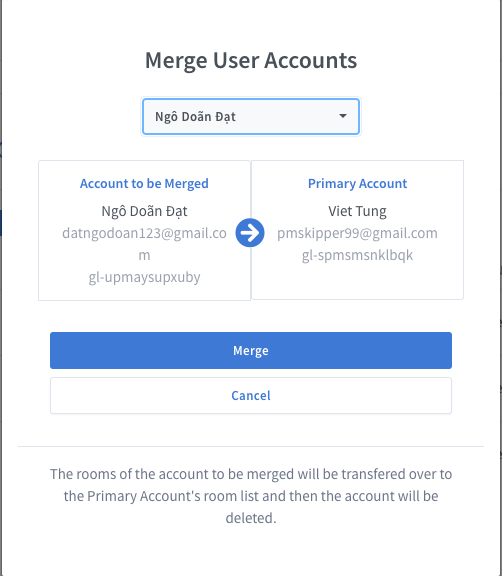 Merge User Accounts
Ngô Doãn Đạt
Account to be Merged
Ngô Doãn Đạt
datngodoan123@gmail.co
m
gl-upmaysupxuby
Primary Account
Viet Tung
pmskipper99@gmail.com
gl-spmsmsnklbqk
Merge
Cancel
The rooms of the account to be merged will be transfered over to
the Primary Account's room list and then the account will be
deleted.